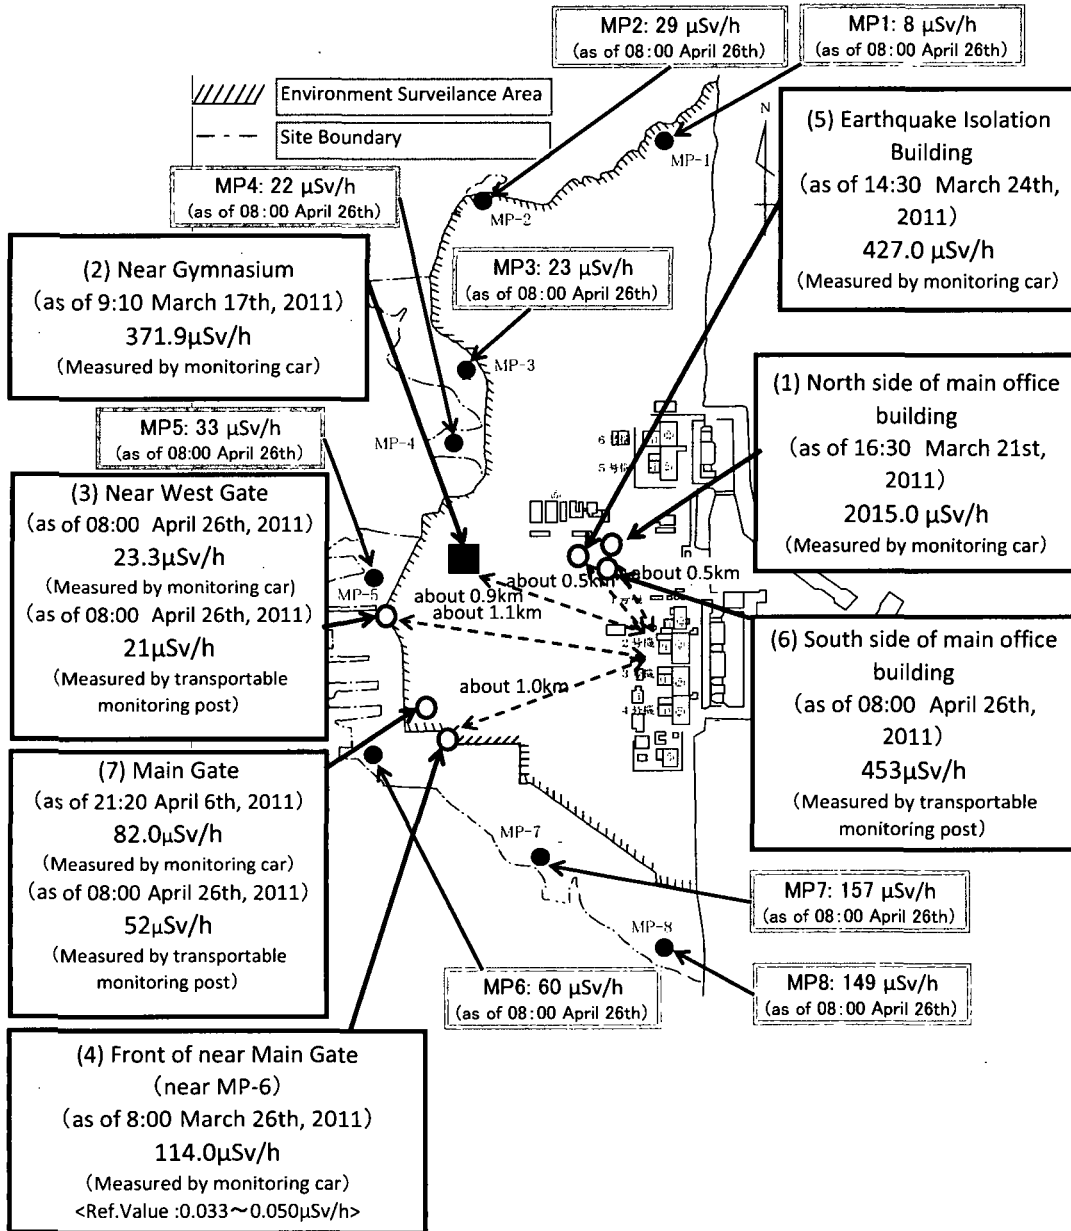 MP2: 29 μSv/h
(as of 08:00 April 26th)
MP1: 8 μSv/h
(as of 08:00 April 26th)
Environment Surveilance Area
Site Boundary
N
MP-1
MP-2
(5) Earthquake Isolation
Building
(as of 14:30 March 24th,
2011)
427.0 μSv/h
(Measured by monitoring car)
MP4: 22 μSv/h
(as of 08:00 April 26th)
(2) Near Gymnasium
(as of 9:10 March 17th, 2011)
371.9μSv/h
(Measured by monitoring car)
MP3: 23 μSv/h
(as of 08:00 April 26th)
MP-3
MP-4
(1) North side of main office
building
(as of 16:30 March 21st,
2011)
2015.0 μSv/h
(Measured by monitoring car)
MP5: 33 μSv/h
(as of 08:00 April 26th)
(3) Near West Gate
(as of 08:00 April 26th, 2011)
23.3μSv/h
(Measured by monitoring car)
(as of 08:00 April 26th, 2011)
21μSv/h
(Measured by transportable
monitoring post)
MP-5
about 0.5km
about 0.5km
about 0.9km
about 1.1km
about 1.0km
(6) South side of main office
building
(as of 08:00 April 26th,
2011)
453μSv/h
(Measured by transportable
monitoring post)
(7) Main Gate
(as of 21:20 April 6th, 2011)
82.0μSv/h
(Measured by monitoring car)
(as of 08:00 April 26th, 2011)
52μSv/h
(Measured by transportable
monitoring post)
MP-7
MP7: 157 μSv/h
(as of 08:00 April 26th)
MP-8
MP6: 60 μSv/h
(as of 08:00 April 26th)
MP8: 149 μSv/h
(as of 08:00 April 26th)
(4) Front of near Main Gate
(near MP-6)
(as of 8:00 March 26th, 2011)
114.0μSv/h
(Measured by monitoring car)
<Ref.Value :0.033～0.050μSv/h>